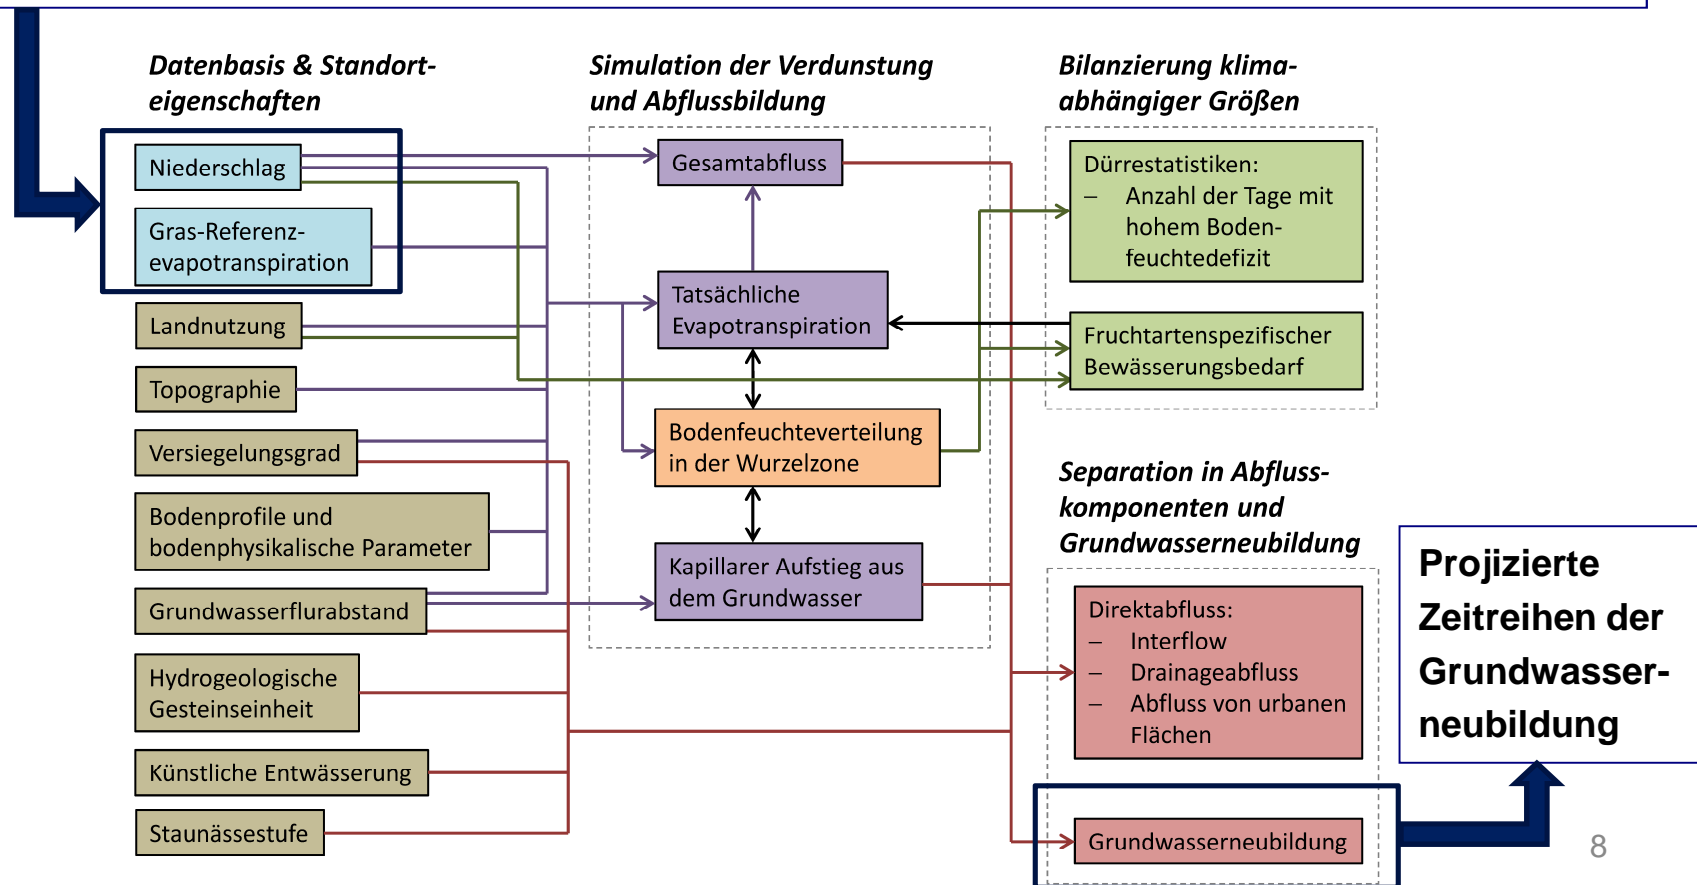 Datenbasis & Standort-
eigenschaften
Niederschlag
Gras-Referenz-
evapotranspiration
Landnutzung
Topographie
Versiegelungsgrad
Bodenprofile und
bodenphysikalische Parameter
Grundwasserflurabstand
Hydrogeologische
Gesteinseinheit
Künstliche Entwässerung
Staunässestufe
Simulation der Verdunstung
und Abflussbildung
Gesamtabfluss
Tatsächliche
Evapotranspiration
Bodenfeuchteverteilung
in der Wurzelzone
Kapillarer Aufstieg aus
dem Grundwasser
Bilanzierung klima-
abhängiger Größen
Dürrestatistiken:
– Anzahl der Tage mit
hohem Boden-
feuchtedefizit
Fruchtartenspezifischer
Bewässerungsbedarf
Separation in Abfluss-
komponenten und
Grundwasserneubildung
Direktabfluss:
– Interflow
– Drainageabfluss
– Abfluss von urbanen
Flächen
Grundwasserneubildung
Projizierte
Zeitreihen der
Grundwasser-
neubildung
8